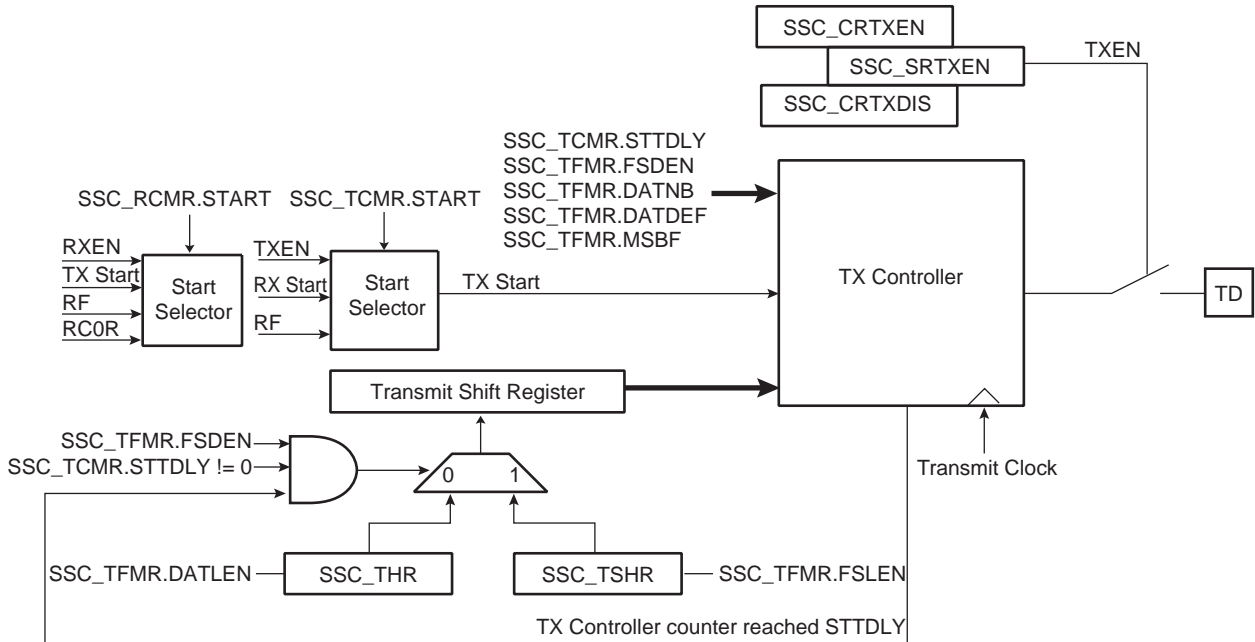 SSC_CRTXEN
SSC_SRTXEN
TXEN
SSC_CRTXDIS
SSC_TCMR.STTDLY
SSC_TFMR.FSDEN
SSC_TFMR.DATNB
SSC_TFMR.DATDEF
SSC_TFMR.MSBF
SSC_RCMR.START
SSC_TCMR.START
RXEN
TX Start
RF
RC0R
Start
Selector
TXEN
RX Start
RF
Start
Selector
TX Start
TX Controller
TD
Transmit Shift Register
SSC_TFMR.FSDEN
SSC_TCMR.STTDLY != 0
0
1
Transmit Clock
SSC_TFMR.DATLEN
SSC_THR
SSC_TSHR
SSC_TFMR.FSLEN
TX Controller counter reached STTDLY